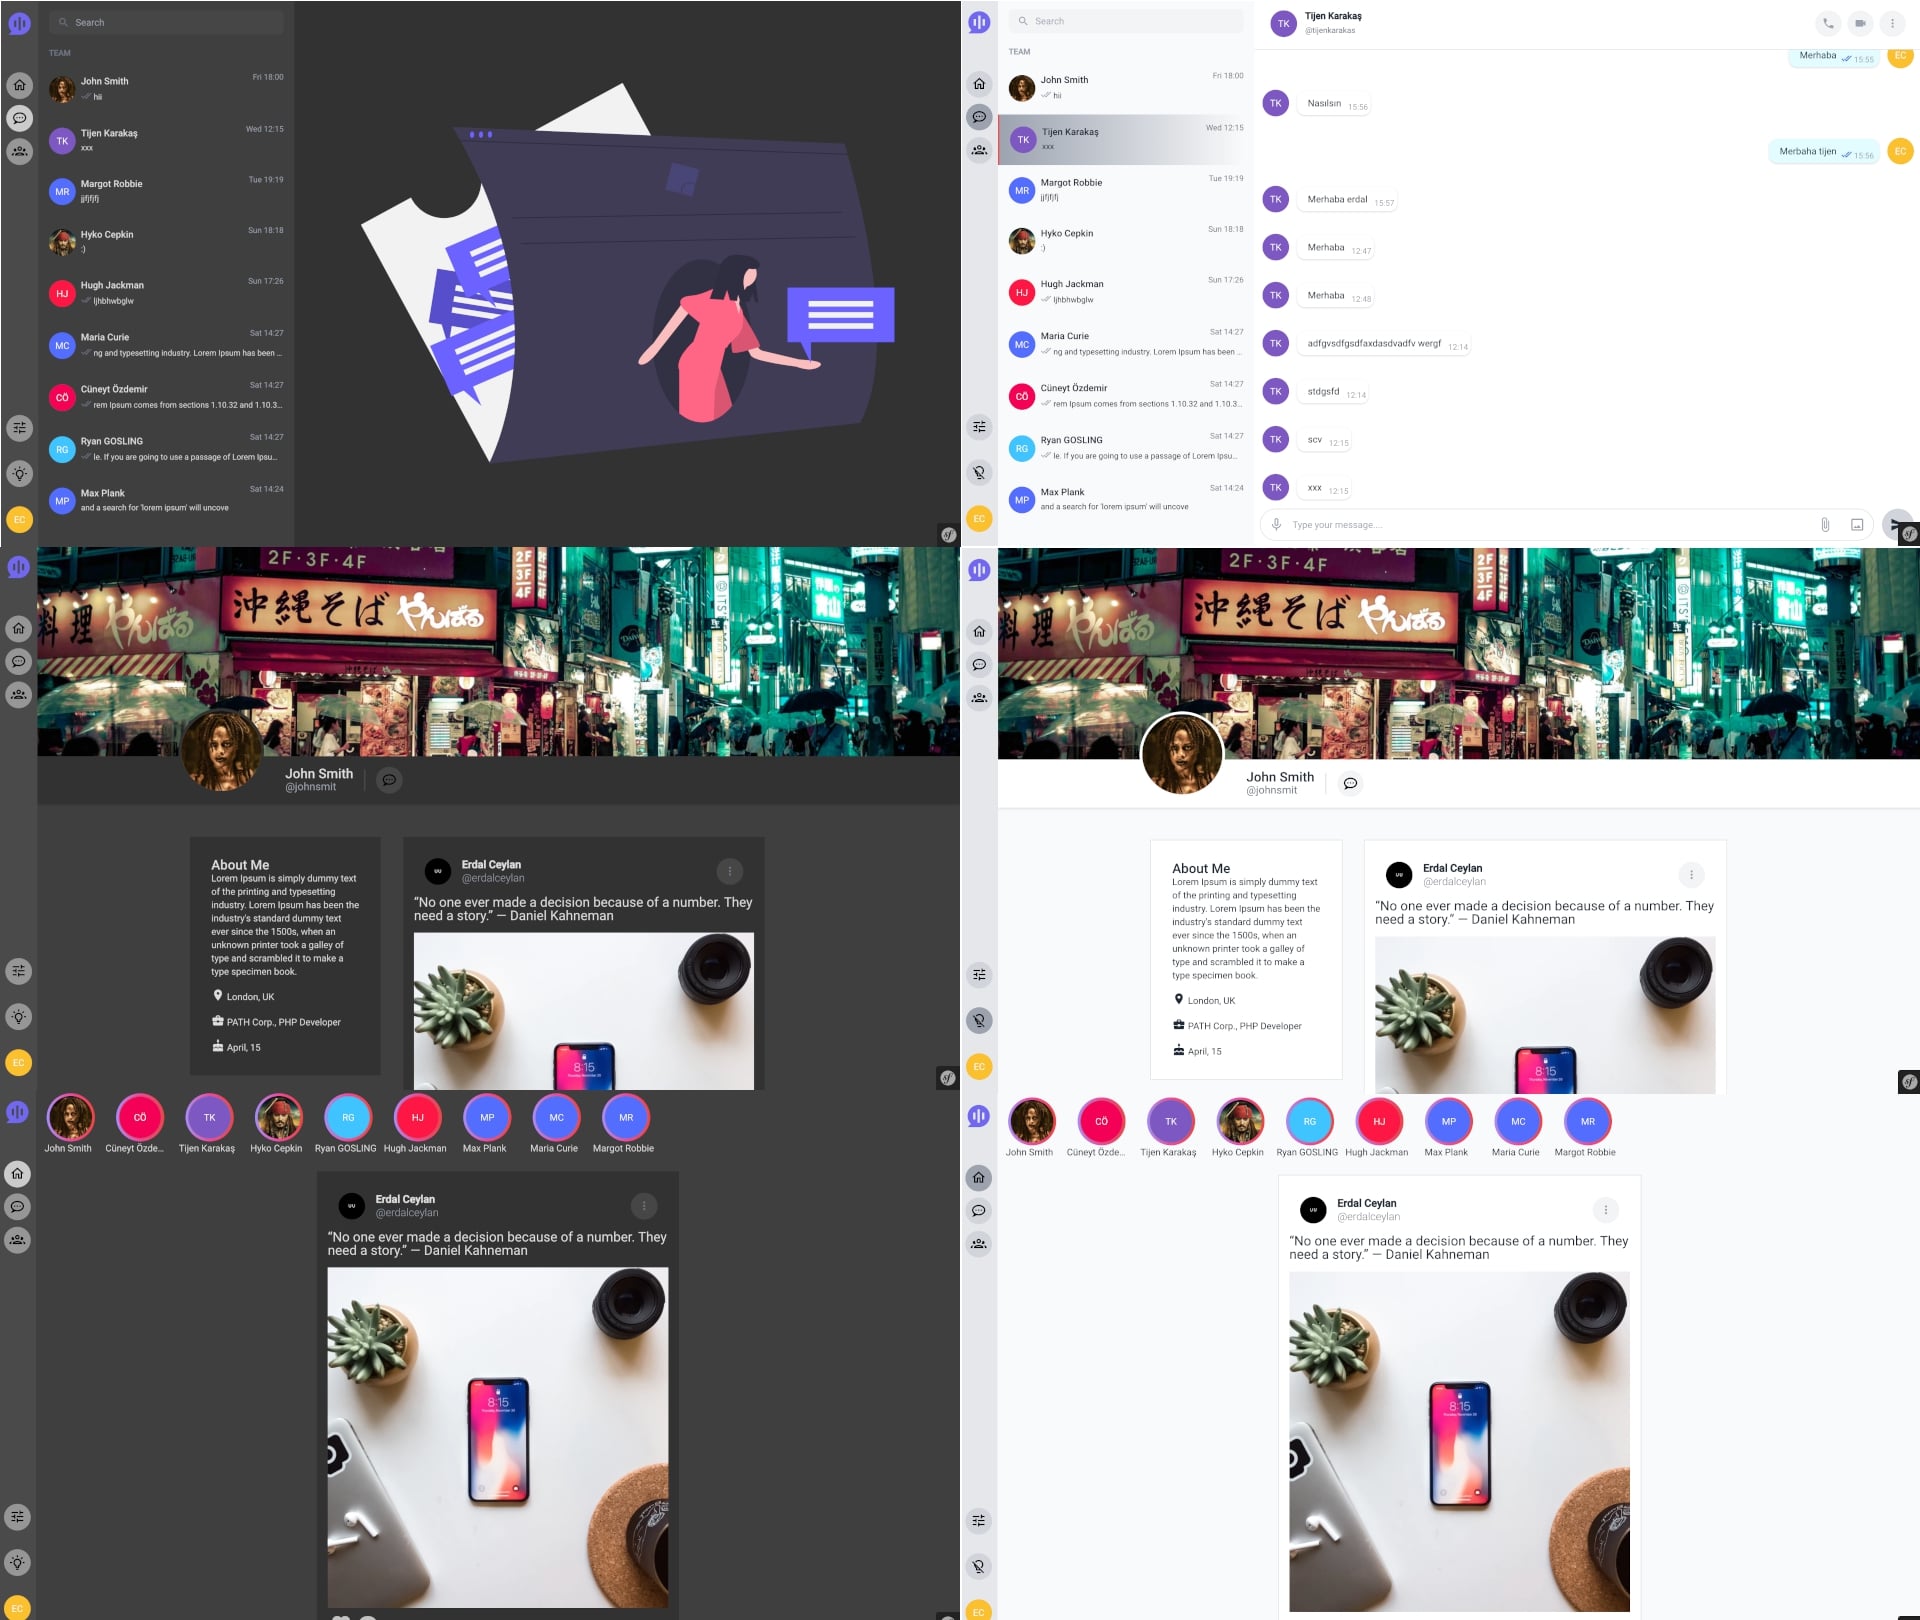 Search
TEAM
John Smith
Fri 18:00
hii
Tijen Karakaş
Wed 12:15
xxx
Margot Robbie
Tue 19:19
jjfjfjfj
Hyko Cepkin
Sun 18:18
:)
HJ
Hugh Jackman
Sun 17:26
ljhbhwbglw
MC
Maria Curie
Sat 14:27
ng and typesetting industry. Lorem Ipsum has been ...
CÖ
Cüneyt Özdemir
Sat 14:27
rem Ipsum comes from sections 1.10.32 and 1.10.3...
RG
Ryan GOSLING
Sat 14:27
le. If you are going to use a passage of Lorem Ipsu...
MP
Max Plank
Sat 14:24
and a search for 'lorem ipsum' will uncove
TK
MR
EC
sf
Search
TEAM
John Smith
Fri 18:00
hii
TK
Tijen Karakaş
Wed 12:15
xxx
MR
Margot Robbie
Tue 19:19
jjfjfjfj
Hyko Cepkin
Sun 18:18
:)
HJ
Hugh Jackman
Sun 17:26
ljhbhwbglw
MC
Maria Curie
Sat 14:27
ng and typesetting industry. Lorem Ipsum has been ...
CÖ
Cüneyt Özdemir
Sat 14:27
rem Ipsum comes from sections 1.10.32 and 1.10.3...
RG
Ryan GOSLING
Sat 14:27
le. If you are going to use a passage of Lorem Ipsu...
MP
Max Plank
Sat 14:24
and a search for 'lorem ipsum' will uncove
EC
TK
Tijen Karakaş
@tijenkarakas
Merhaba 15:55
EC
TK
Nasılsın 15:56
Merbaha tijen 15:56
EC
TK
Merhaba erdal 15:57
TK
Merhaba 12:47
TK
Merhaba 12:48
TK
adfgvsdfgsdfaxdasdvadfv wergf 12:14
TK
stdgsfd 12:14
TK
scv 12:15
TK
xxx 12:15
Type your message....
sf
2F・3F・4F
料理
やんばる
沖縄そば
やんばる
2F
3F
4F
John Smith
@johnsmit
About Me
Lorem Ipsum is simply dummy text
of the printing and typesetting
industry. Lorem Ipsum has been the
industry's standard dummy text
ever since the 1500s, when an
unknown printer took a galley of
type and scrambled it to make a
type specimen book.
London, UK
PATH Corp., PHP Developer
April, 15
Erdal Ceylan
@erdalceylan
“No one ever made a decision because of a number. They
need a story.” — Daniel Kahneman
8:15
EC
sf
2F・3F・4F
料理
やんばる
沖縄そば
やんばる
2F
3F
4F
John Smith
@johnsmit
About Me
Lorem Ipsum is simply dummy text
of the printing and typesetting
industry. Lorem Ipsum has been the
industry's standard dummy text
ever since the 1500s, when an
unknown printer took a galley of
type and scrambled it to make a
type specimen book.
London, UK
PATH Corp., PHP Developer
April, 15
Erdal Ceylan
@erdalceylan
“No one ever made a decision because of a number. They
need a story.” — Daniel Kahneman
8:15
EC
sf
CÖ TK RG HJ MP MC MR
John Smith Cüneyt Özde... Tijen Karakaş Hyko Cepkin Ryan GOSLING Hugh Jackman Max Plank Maria Curie Margot Robbie
Erdal Ceylan
@erdalceylan
“No one ever made a decision because of a number. They
need a story.” — Daniel Kahneman
8:15
EC
CÖ TK RG HJ MP MC MR
John Smith Cüneyt Özde... Tijen Karakaş Hyko Cepkin Ryan GOSLING Hugh Jackman Max Plank Maria Curie Margot Robbie
Erdal Ceylan
@erdalceylan
“No one ever made a decision because of a number. They
need a story.” — Daniel Kahneman
8:15
EC